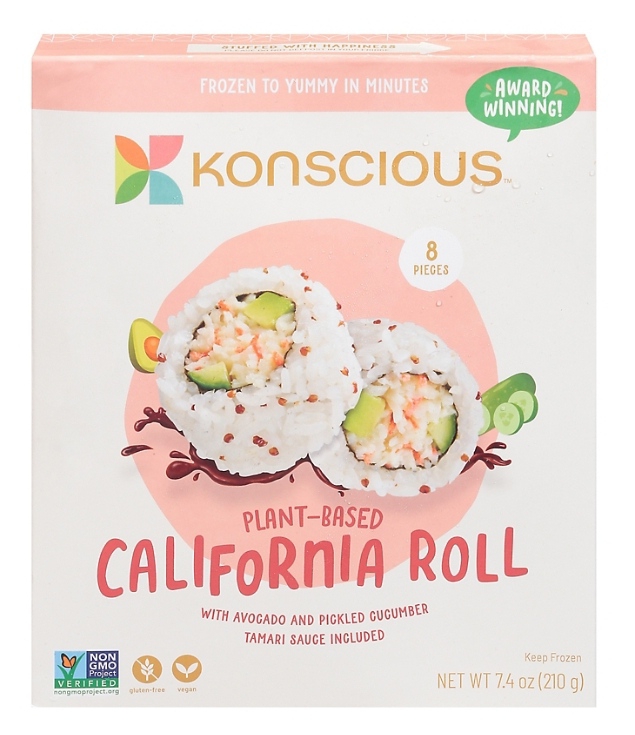 STUFFED WITH HAPPINESS
FROZEN TO YUMMY IN MINUTES
AWARD
WINNING!
KONSCIOUS™
8
PIECES
PLANT-BASED
CALIFORNIA ROLL
WITH AVOCADO AND PICKLED CUCUMBER
TAMARI SAUCE INCLUDED
Keep Frozen
NET WT 7.4 oz (210 g)
NON
GMO
Project
VERIFIED
nongmoproject.org
gluten-free
vegan